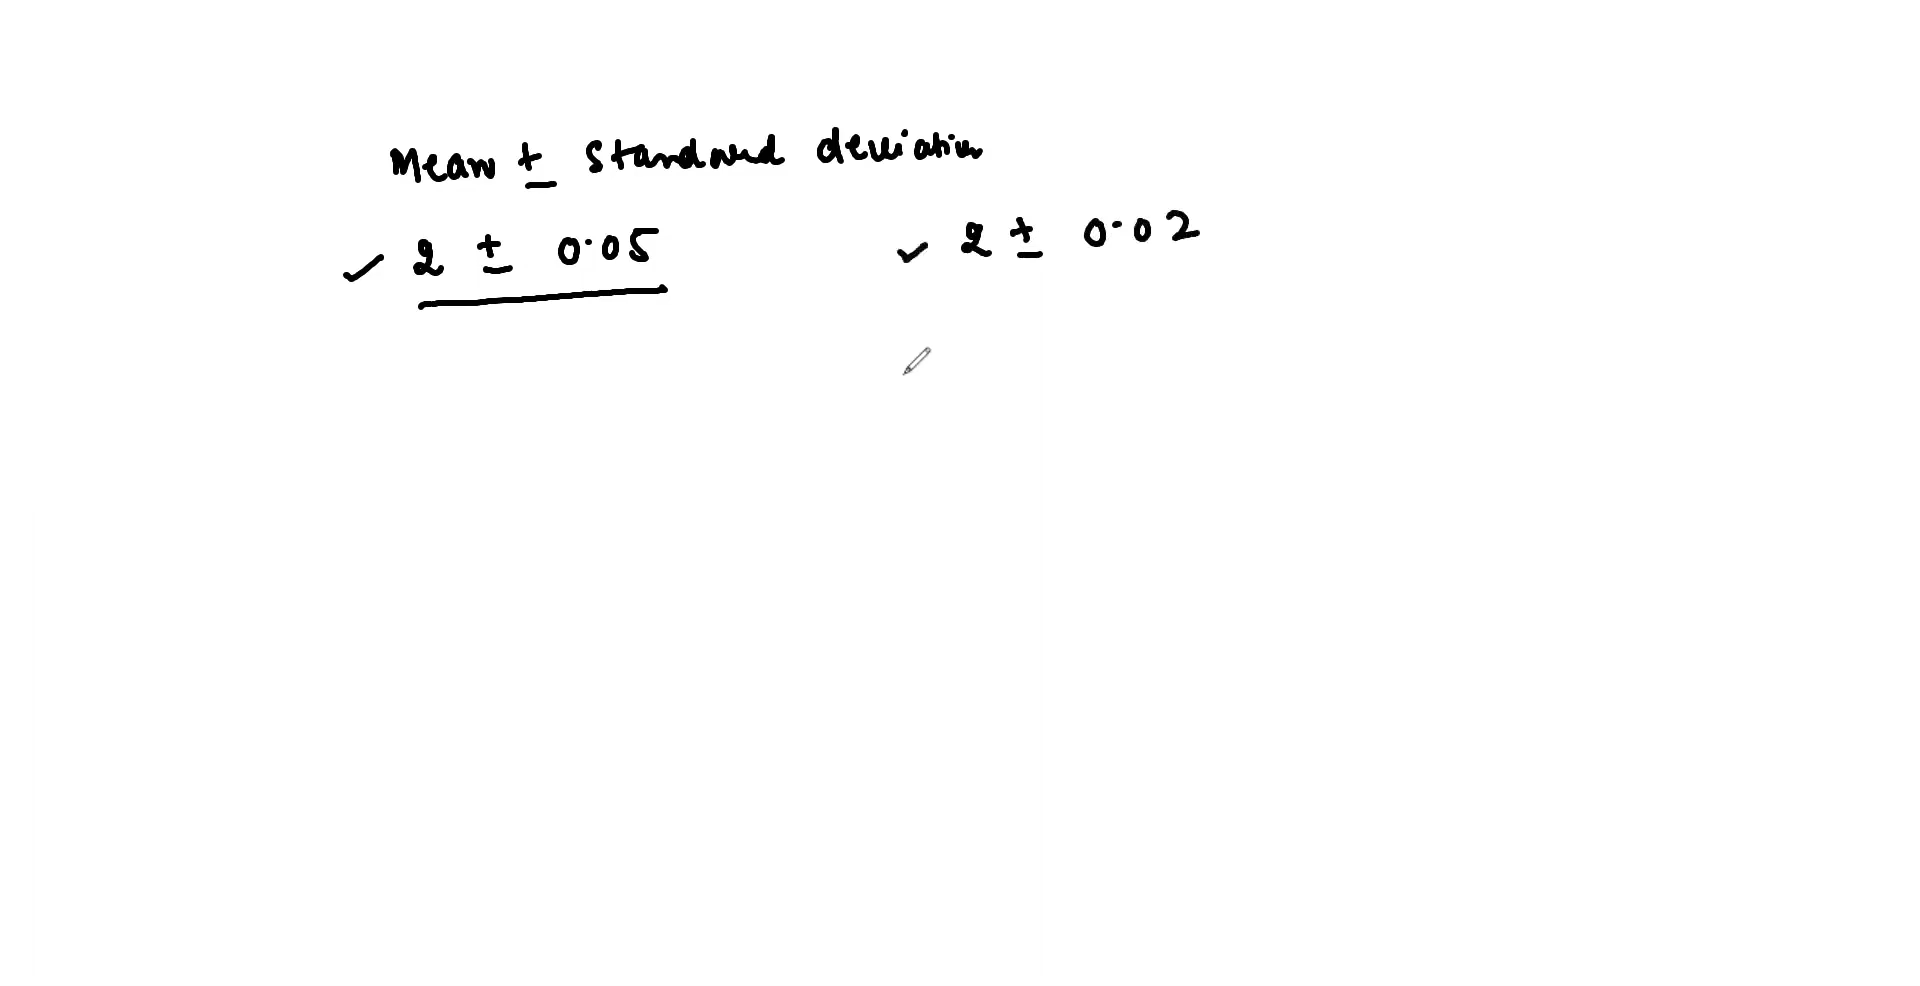 Mean ± standard deviation
✓ 2 ± 0.05 ✓ 2 ± 0.02